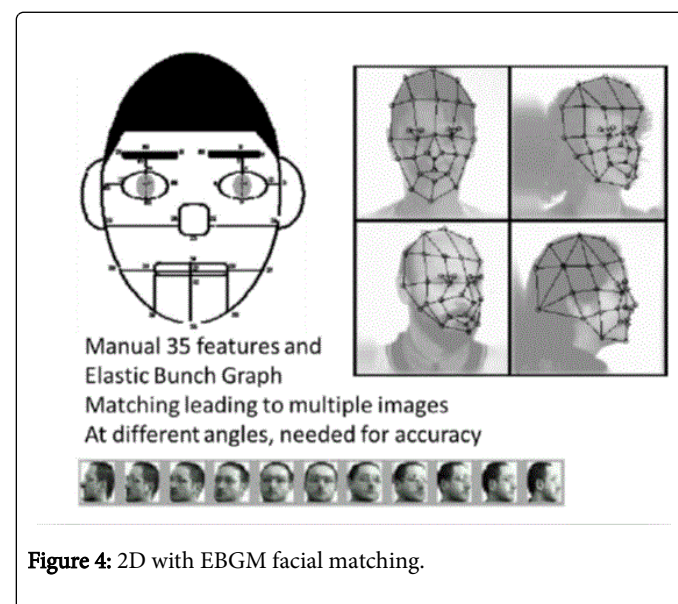 Manual 35 features and
Elastic Bunch Graph
Matching leading to multiple images
At different angles, needed for accuracy
Figure 4: 2D with EBGM facial matching.